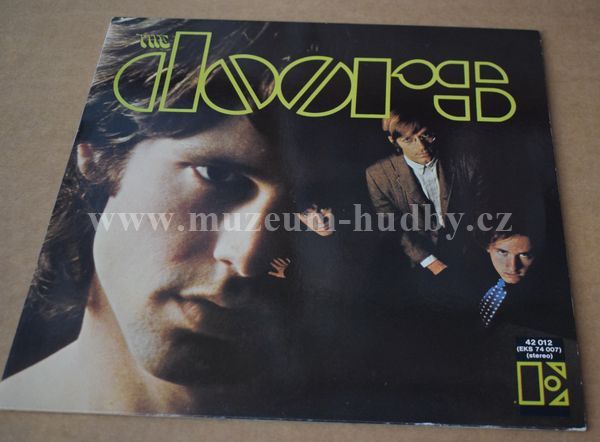 THE
doors
www.muzeum-hudby.cz
42 012
(EKS 74 007)
(stereo)